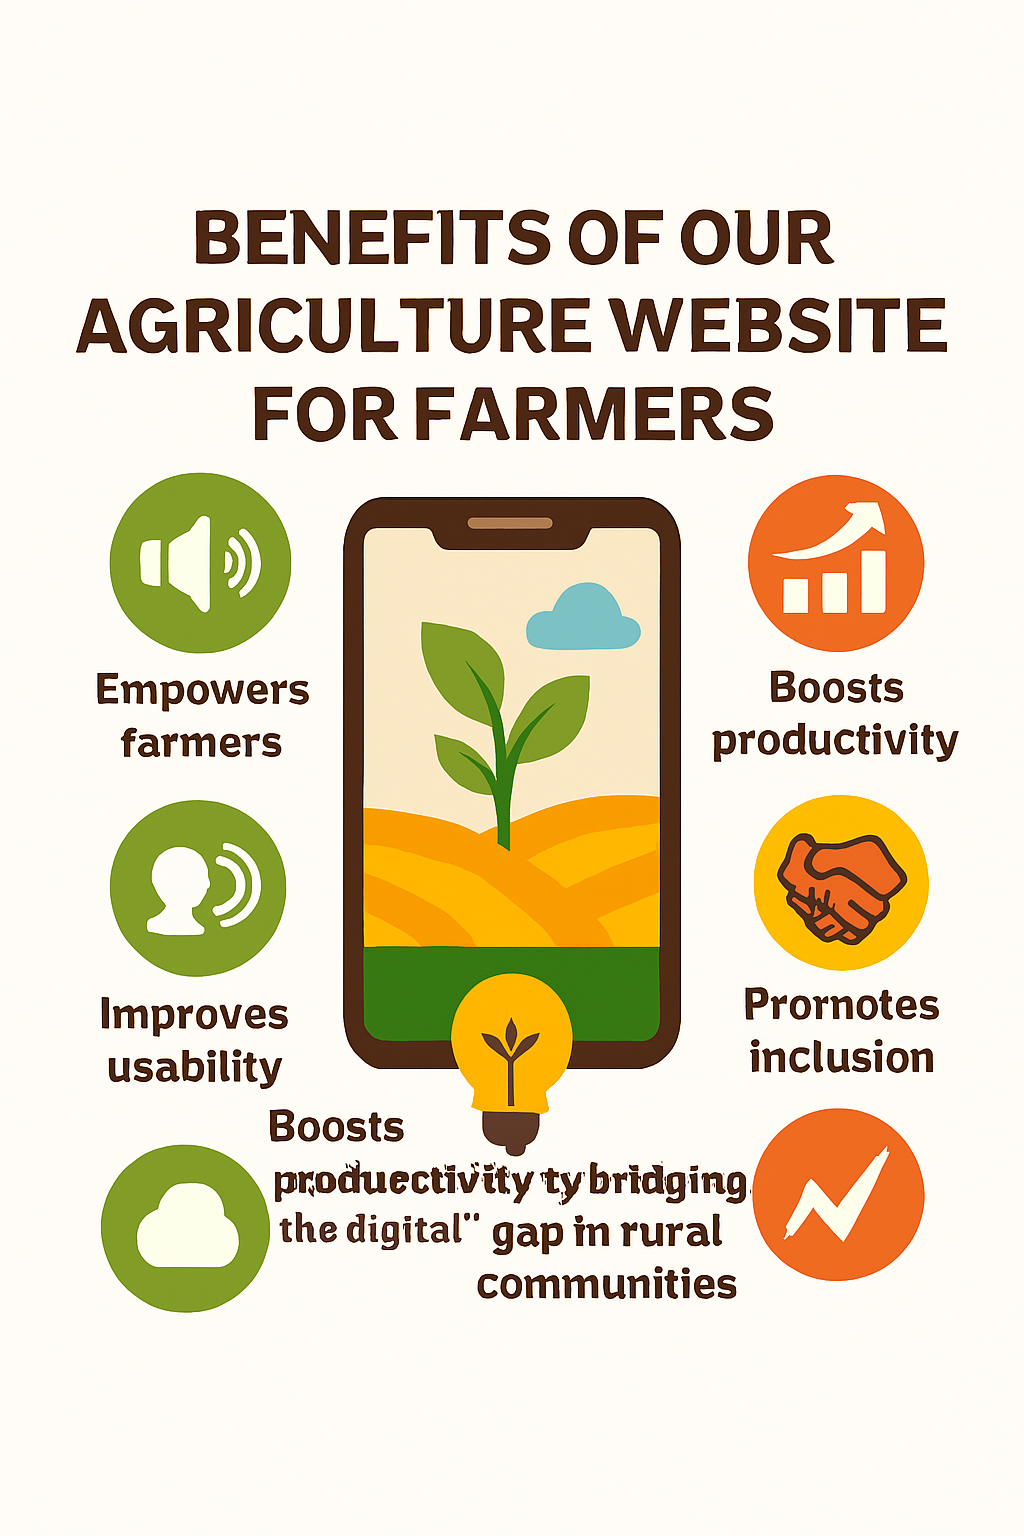 BENEFITS OF OUR
AGRICULTURE WEBSITE
FOR FARMERS
Empowers
farmers
Boosts
productivity
Improves
usability
Prornotes
inclusion
Boosts
productivity ty bridging
the digital" gap in rural
communities